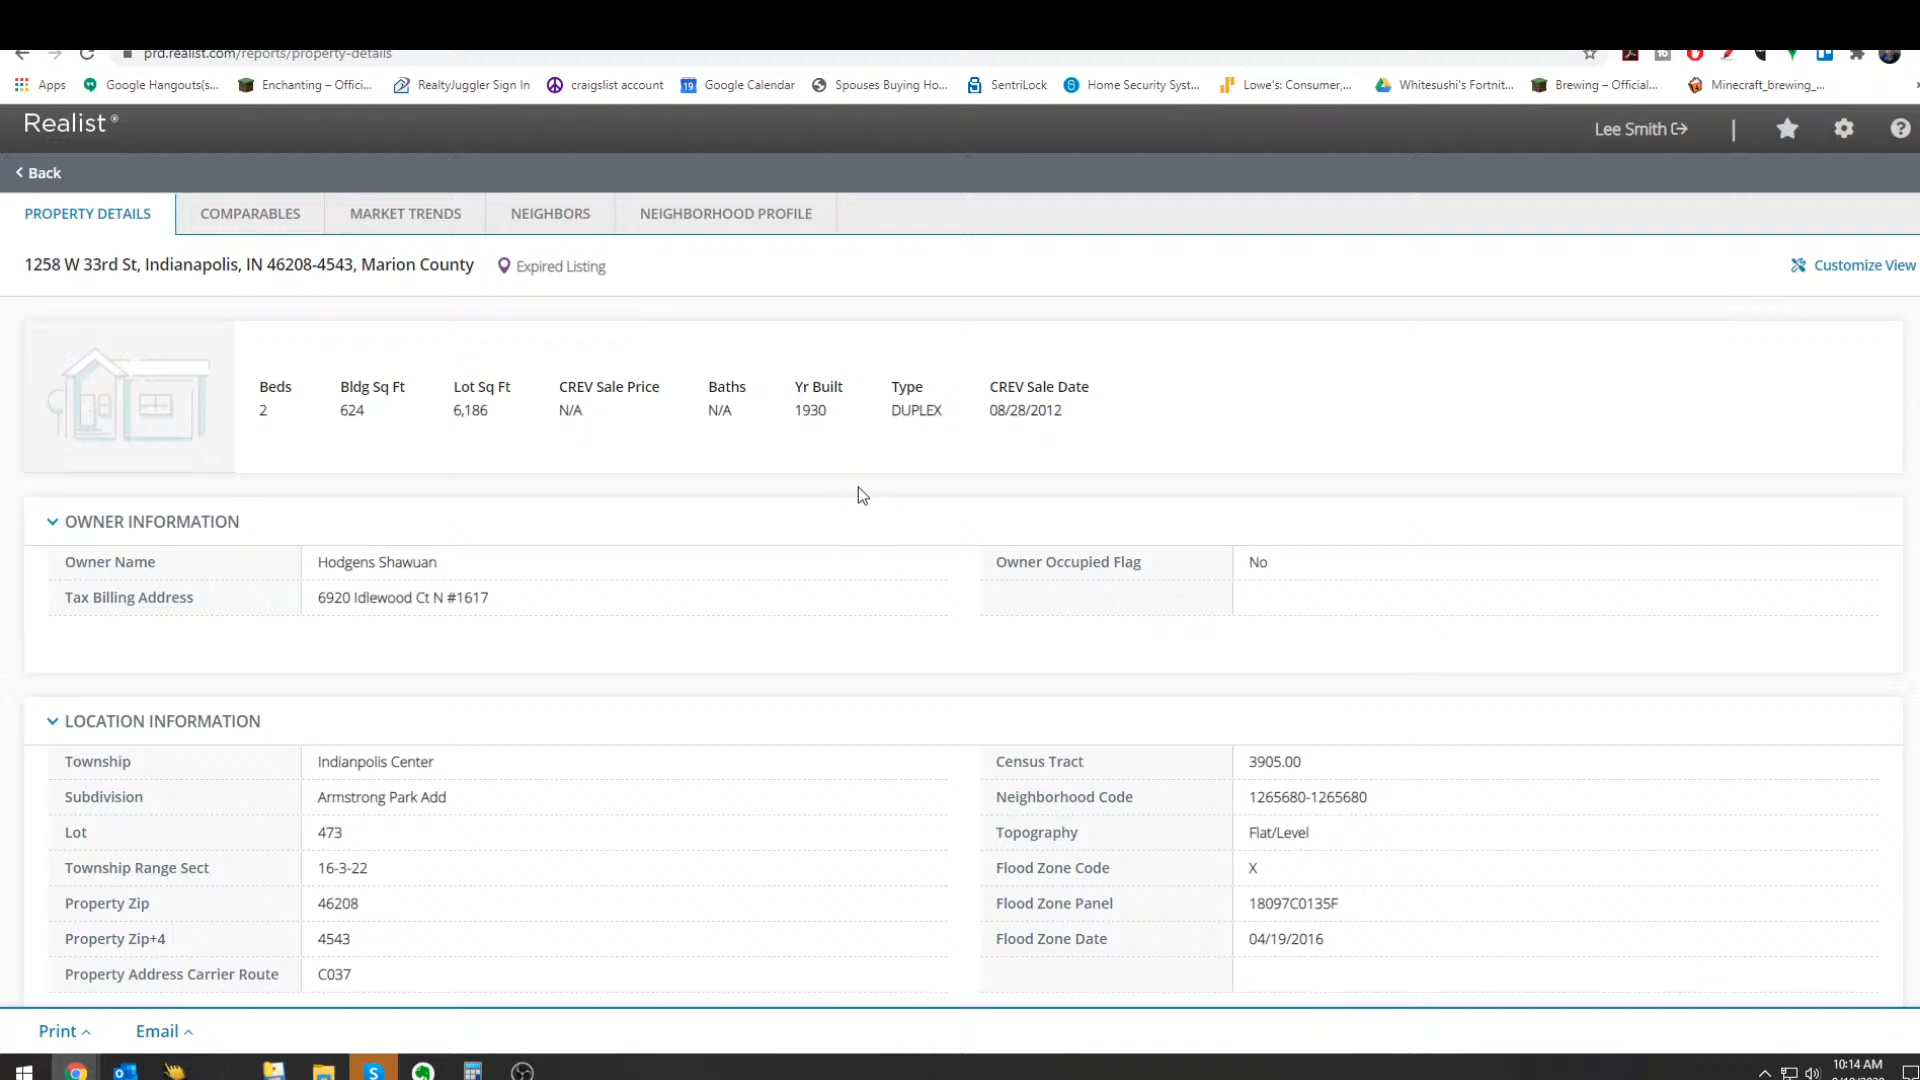 prd.realist.com/reports/property-details
Apps Google Hangouts(s... Enchanting – Offici... RealtyJuggler Sign In craigslist account 19 Google Calendar Spouses Buying Ho... SentriLock Home Security Syst... Lowe's: Consumer,... Whitesushi's Fortnit... Brewing – Official... Minecraft_brewing_...
Realist®
Lee Smith
Back
PROPERTY DETAILS COMPARABLES MARKET TRENDS NEIGHBORS NEIGHBORHOOD PROFILE
1258 W 33rd St, Indianapolis, IN 46208-4543, Marion County Expired Listing Customize View
Beds Bldg Sq Ft Lot Sq Ft CREV Sale Price Baths Yr Built Type CREV Sale Date
2 624 6,186 N/A N/A 1930 DUPLEX 08/28/2012
OWNER INFORMATION
Owner Name Hodgens Shawuan Owner Occupied Flag No
Tax Billing Address 6920 Idlewood Ct N #1617
LOCATION INFORMATION
Township Indianpolis Center Census Tract 3905.00
Subdivision Armstrong Park Add Neighborhood Code 1265680-1265680
Lot 473 Topography Flat/Level
Township Range Sect 16-3-22 Flood Zone Code X
Property Zip 46208 Flood Zone Panel 18097C0135F
Property Zip+4 4543 Flood Zone Date 04/19/2016
Property Address Carrier Route C037
Print Email
10:14 AM